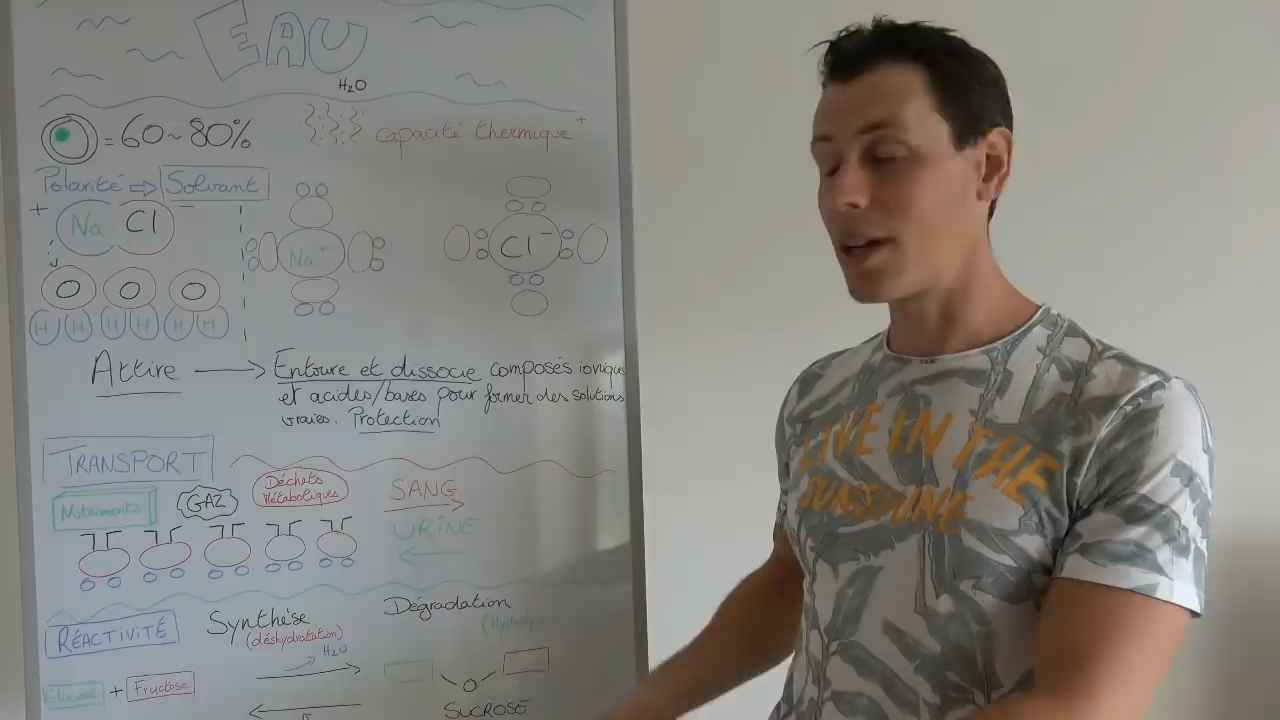 EAU
H₂O
= 60 ~ 80%
capacité thermique +
Polarité ⇒ Solvant
+ Na Cl −
Na⁺
Cl⁻
O O O
H H H H H H
Attire → Entoure et dissocie composés ioniqu
et acides/bases pour former des solutions
vraies. Protection
TRANSPORT
Nutriments
GAZ
Déchets
Métaboliques
SANG
URINE
RÉACTIVITÉ
Synthèse
(déshydratation)
H₂O
Dégradation
Glucose + Fructose
SUCROSE
LIVE IN THE
SUNSHINE